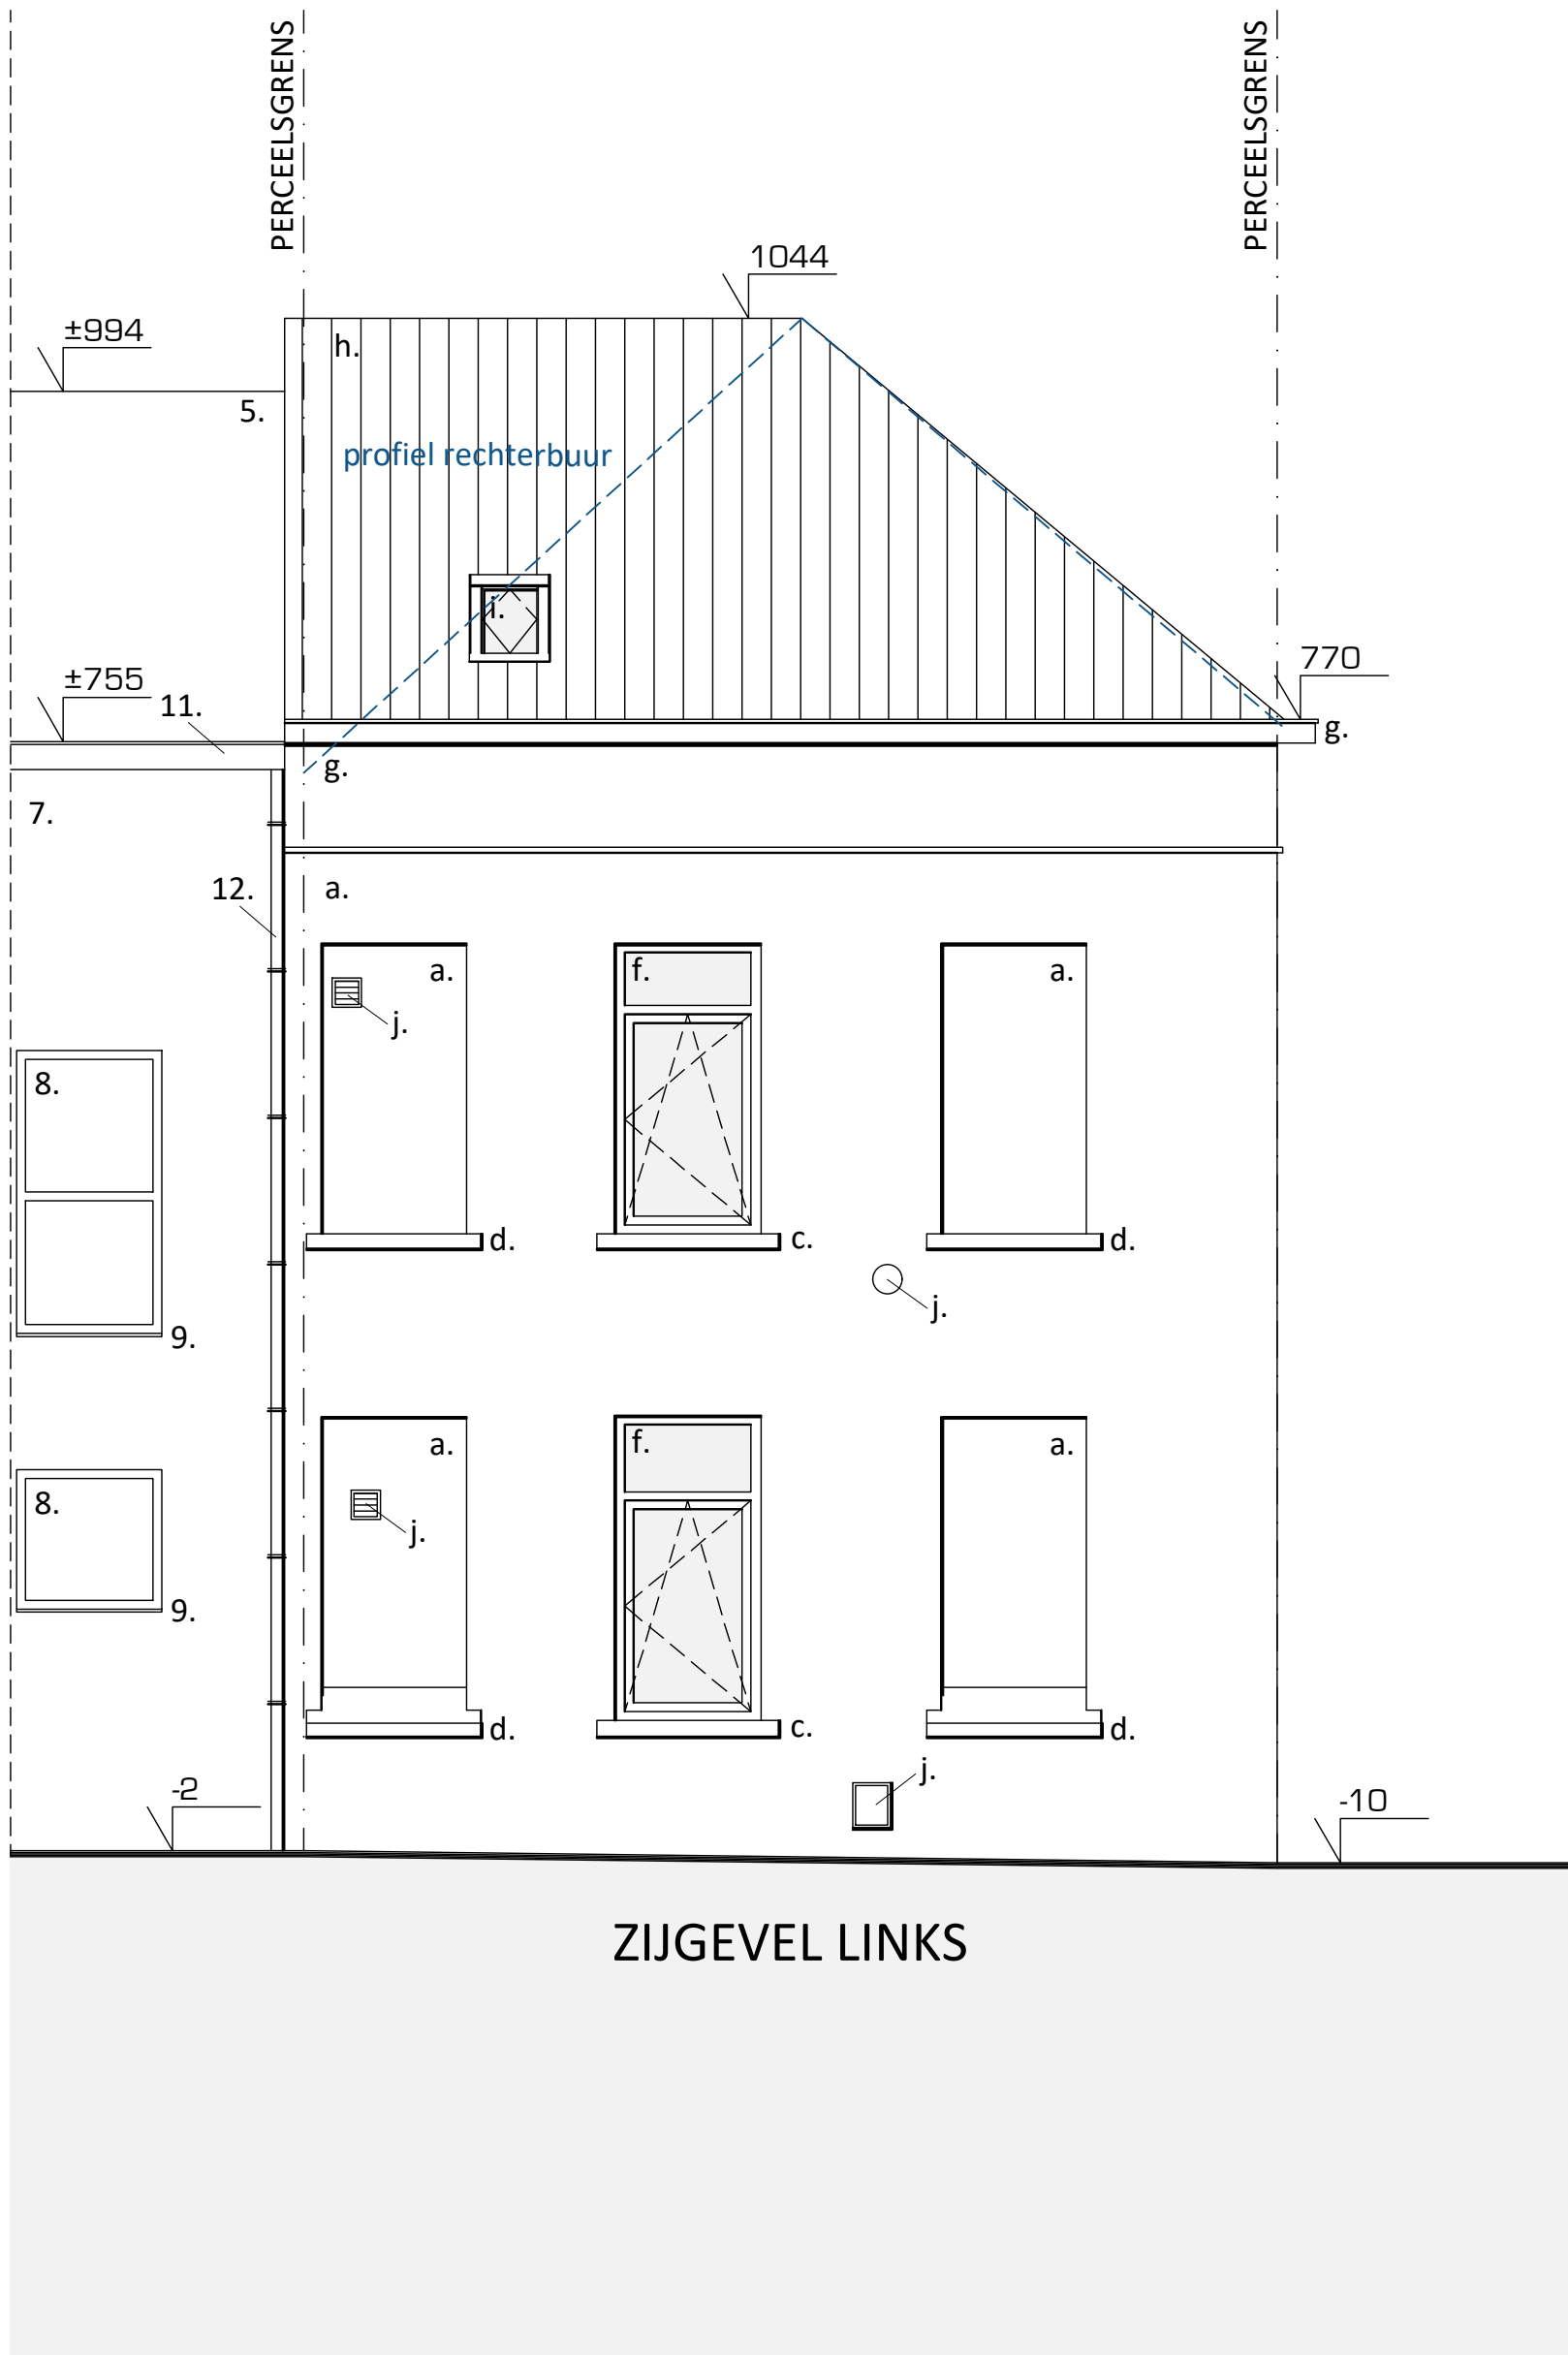 PERCEELSGRENS
PERCEELSGRENS
1044
±994
h.
5.
profiel rechterbuur
i.
770
±755
11.
g.
g.
7.
12.
a.
a.
f.
a.
j.
8.
d.
c.
d.
j.
9.
a.
f.
a.
8.
j.
9.
d.
c.
d.
j.
-2
-10
ZIJGEVEL LINKS